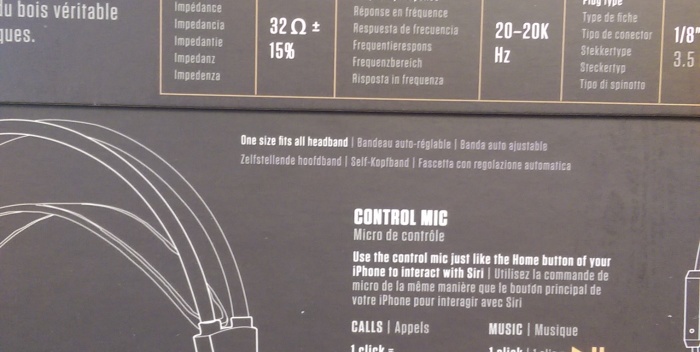 du bois véritable
ques.
Impédance
Impedancia
Impedantie
Impedanz
Impedenza
32 Ω ±
15%
Réponse en fréquence
Respuesta de frecuencia
Frequentierespons
Frequenzbereich
Risposta in frequenza
20-20K
Hz
Plug Type
Type de fiche
Tipo de conector
Stekkertype
Steckertyp
Tipo di spinotto
1/8"
3.5
One size fits all headband | Bandeau auto-réglable | Banda auto ajustable
Zelfstellende hoofdband | Self-Kopfband | Fascetta con regolazione automatica
CONTROL MIC
Micro de contrôle
Use the control mic just like the Home button of your
iPhone to interact with Siri | Utilisez la commande de
micro de la même manière que le bouton principal de
votre iPhone pour interagir avec Siri
CALLS | Appels
MUSIC | Musique
1 click =
1 click | 1 clic